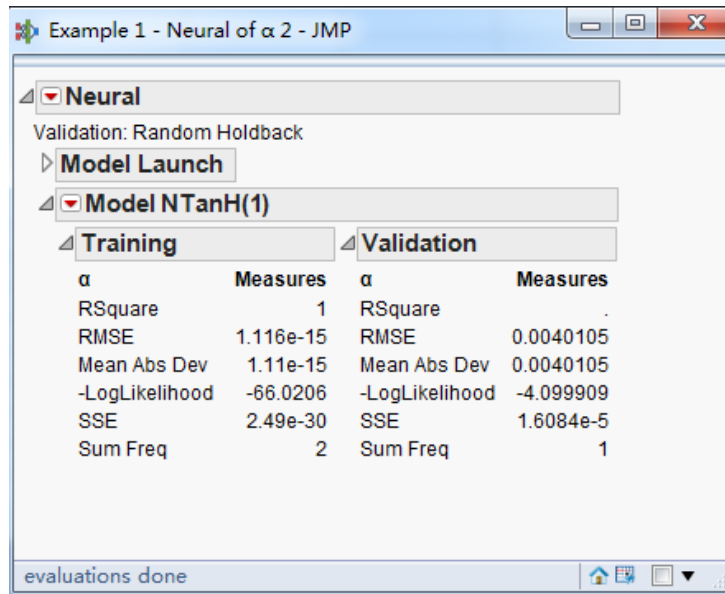 Example 1 - Neural of α 2 - JMP
Neural
Validation: Random Holdback
Model Launch
Model NTanH(1)
Training Validation
α Measures α Measures
RSquare 1 RSquare .
RMSE 1.116e-15 RMSE 0.0040105
Mean Abs Dev 1.11e-15 Mean Abs Dev 0.0040105
-LogLikelihood -66.0206 -LogLikelihood -4.099909
SSE 2.49e-30 SSE 1.6084e-5
Sum Freq 2 Sum Freq 1
evaluations done